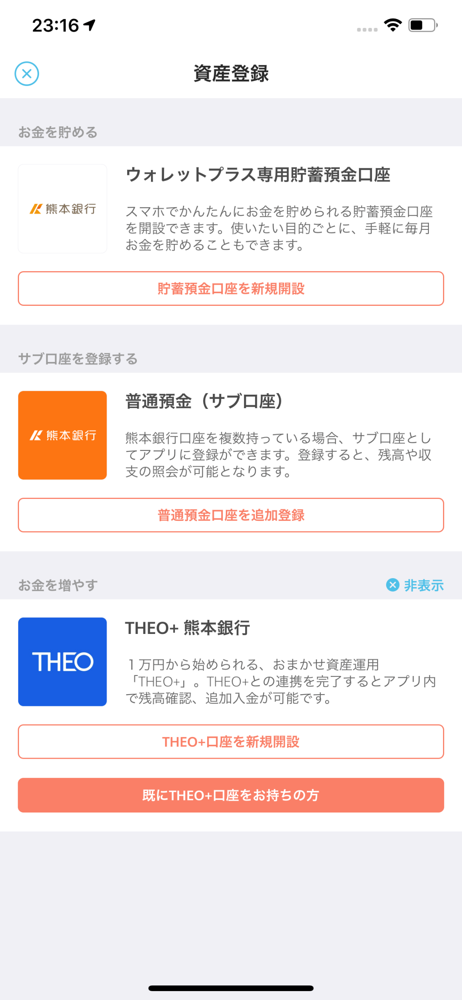 23:16
資産登録
お金を貯める
熊本銀行
ウォレットプラス専用貯蓄預金口座
スマホでかんたんにお金を貯められる貯蓄預金口座
を開設できます。使いたい目的ごとに、手軽に毎月
お金を貯めることもできます。
貯蓄預金口座を新規開設
サブ口座を登録する
熊本銀行
普通預金（サブ口座）
熊本銀行口座を複数持っている場合、サブ口座とし
てアプリに登録ができます。登録すると、残高や収
支の照会が可能となります。
普通預金口座を追加登録
お金を増やす
非表示
THEO
THEO+ 熊本銀行
１万円から始められる、おまかせ資産運用
「THEO+」。THEO+との連携を完了するとアプリ内
で残高確認、追加入金が可能です。
THEO+口座を新規開設
既にTHEO+口座をお持ちの方